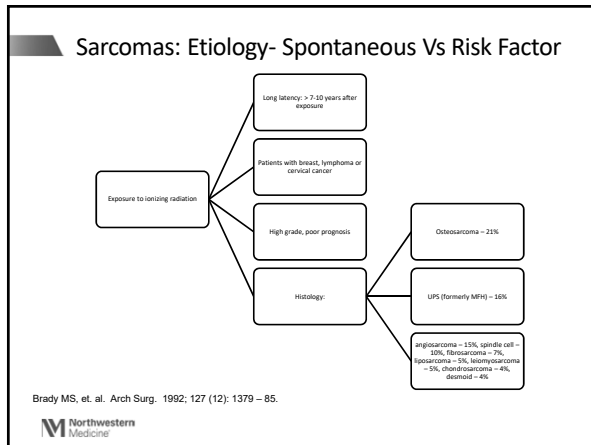 Sarcomas: Etiology- Spontaneous Vs Risk Factor
Exposure to ionizing radiation
Long latency: > 7-10 years after
exposure
Patients with breast, lymphoma or
cervical cancer
High grade, poor prognosis
Histology:
Osteosarcoma – 21%
UPS (formerly MFH) – 16%
angiosarcoma – 15%, spindle cell –
10%, fibrosarcoma – 7%,
liposarcoma – 5%, leiomyosarcoma
– 5%, chondrosarcoma – 4%,
desmoid – 4%
Brady MS, et. al. Arch Surg. 1992; 127 (12): 1379 – 85.
Northwestern
Medicine